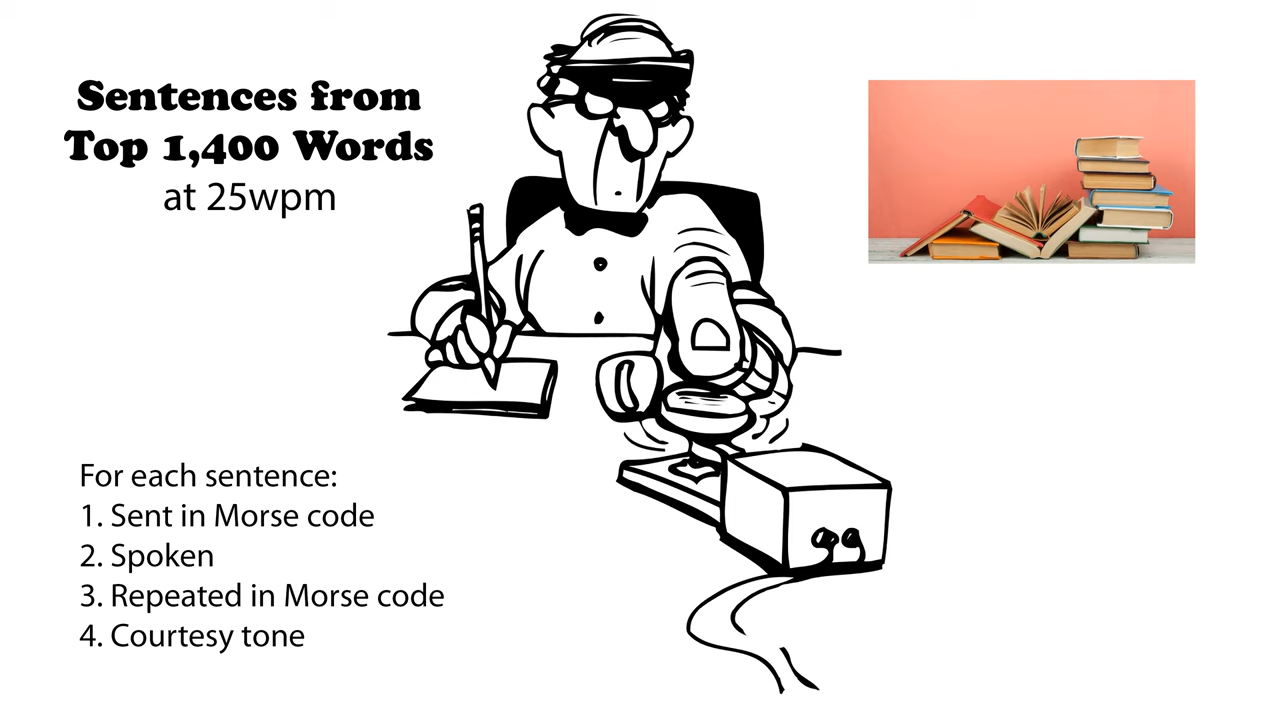 Sentences from
Top 1,400 Words
at 25wpm
For each sentence:
1. Sent in Morse code
2. Spoken
3. Repeated in Morse code
4. Courtesy tone